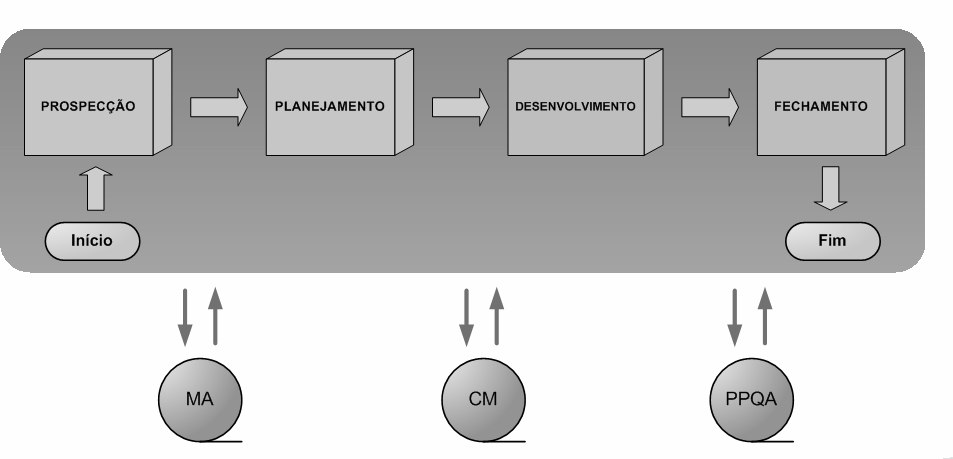 PROSPECÇÃO
PLANEJAMENTO
DESENVOLVIMENTO
FECHAMENTO
Início
Fim
MA
CM
PPQA